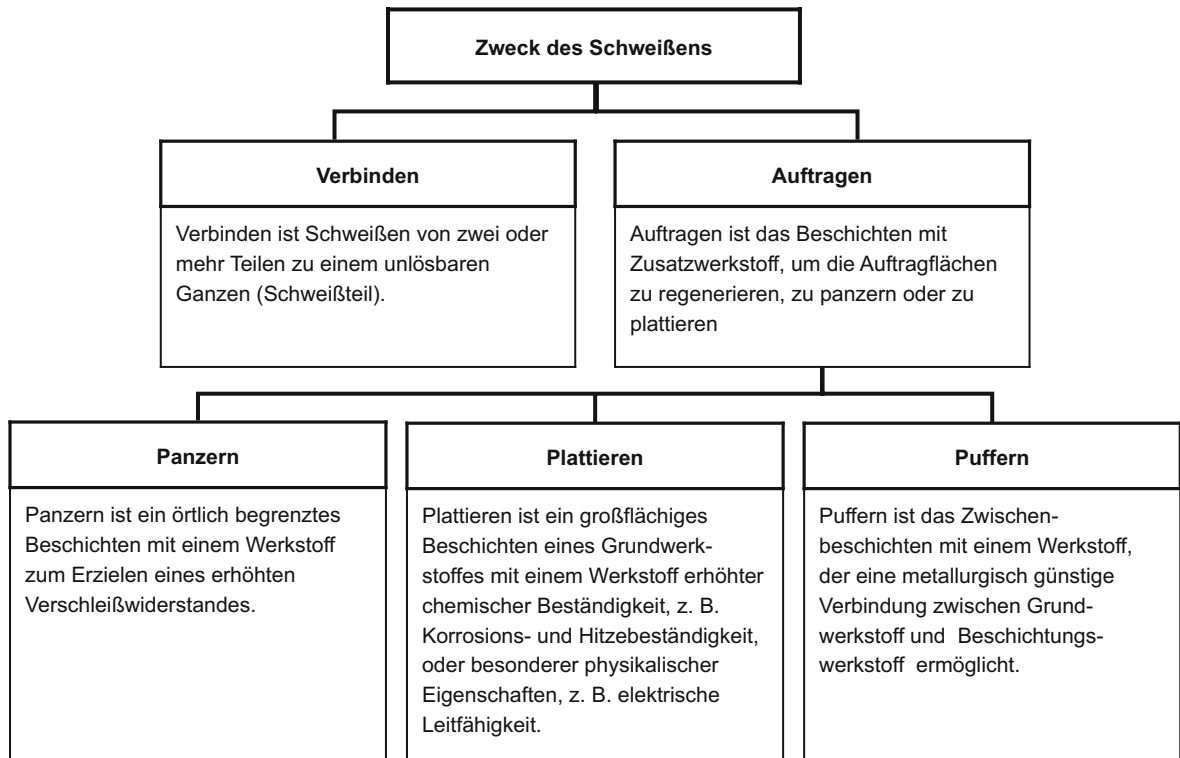 Zweck des Schweißens
Verbinden
Verbinden ist Schweißen von zwei oder
mehr Teilen zu einem unlösbaren
Ganzen (Schweißteil).
Auftragen
Auftragen ist das Beschichten mit
Zusatzwerkstoff, um die Auftragflächen
zu regenerieren, zu panzern oder zu
plattieren
Panzern
Panzern ist ein örtlich begrenztes
Beschichten mit einem Werkstoff
zum Erzielen eines erhöhten
Verschleißwiderstandes.
Plattieren
Plattieren ist ein großflächiges
Beschichten eines Grundwerk-
stoffes mit einem Werkstoff erhöhter
chemischer Beständigkeit, z. B.
Korrosions- und Hitzebeständigkeit,
oder besonderer physikalischer
Eigenschaften, z. B. elektrische
Leitfähigkeit.
Puffern
Puffern ist das Zwischen-
beschichten mit einem Werkstoff,
der eine metallurgisch günstige
Verbindung zwischen Grund-
werkstoff und Beschichtungs-
werkstoff ermöglicht.